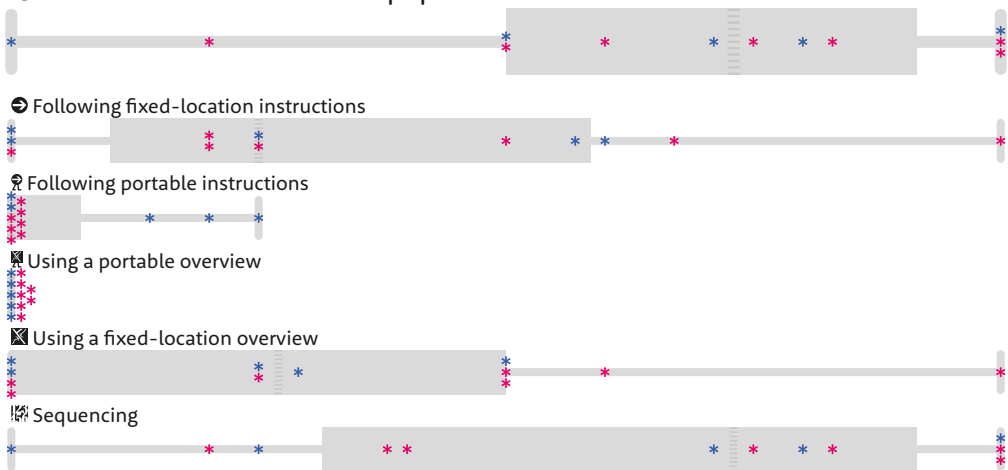 Following fixed-location instructions
Following portable instructions
Using a portable overview
Using a fixed-location overview
Sequencing